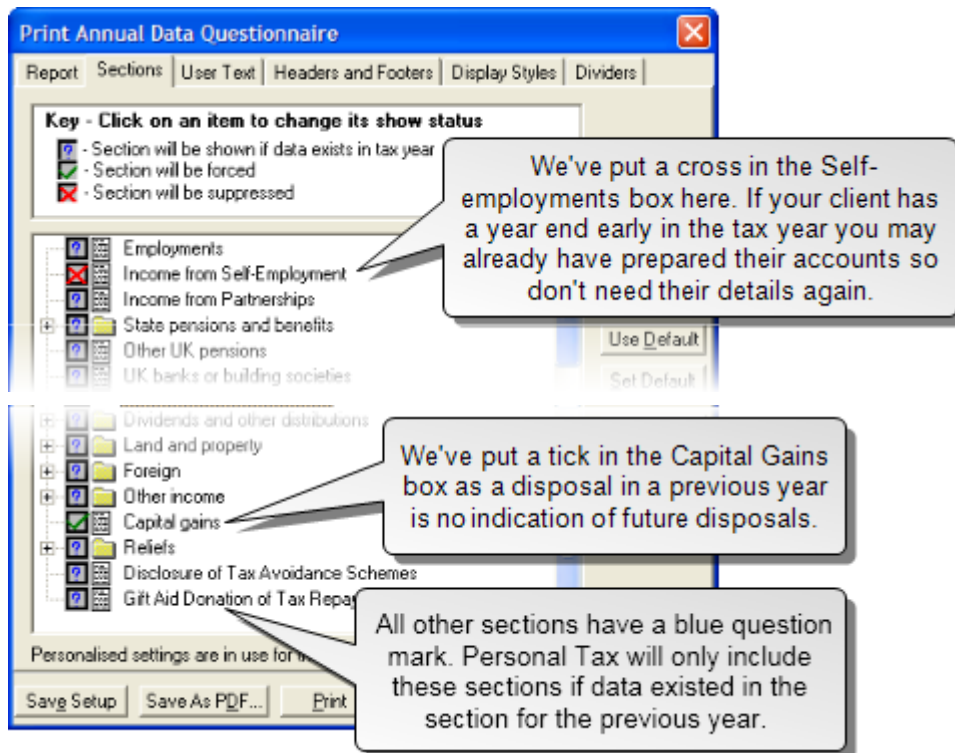 Print Annual Data Questionnaire
Report Sections User Text Headers and Footers Display Styles Dividers
Key - Click on an item to change its show status
? - Section will be shown if data exists in tax year
- Section will be forced
- Section will be suppressed
We've put a cross in the Self-
employments box here. If your client has
a year end early in the tax year you may
already have prepared their accounts so
don't need their details again.
Employments
Income from Self-Employment
Income from Partnerships
State pensions and benefits
Other UK pensions
UK banks or building societies
Use Default
Set Default
Dividends and other distributions
Land and property
Foreign
Other income
Capital gains
Reliefs
Disclosure of Tax Avoidance Schemes
Gift Aid Donation of Tax Repay
We've put a tick in the Capital Gains
box as a disposal in a previous year
is no indication of future disposals.
All other sections have a blue question
mark. Personal Tax will only include
these sections if data existed in the
section for the previous year.
Personalised settings are in use for
Save Setup Save As PDF... Print